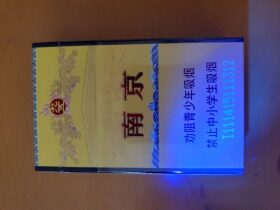 南京
劝阻青少年吸烟
禁止中小学生吸烟